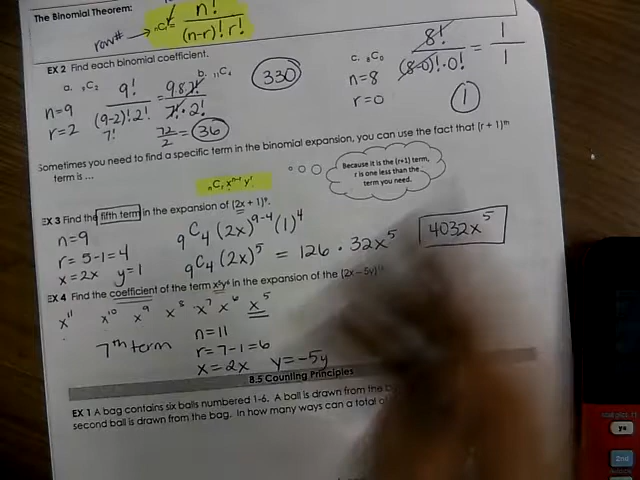 The Binomial Theorem:
row# → nCr = n! / (n-r)! r!
EX 2 Find each binomial coefficient.
a. 9C2
n=9
r=2
9! / (9-2)! 2! = 9·8·7! / 7!·2!
7!
72/2 = 36
b. 11C4
330
c. 8C0
n=8
r=0
8! / (8-0)!·0! = 1/1
1
Sometimes you need to find a specific term in the binomial expansion, you can use the fact that (r + 1)th
term is ...
nCr x^n-r y^r
Because it is the (r+1) term,
r is one less than the
term you need.
EX 3 Find the fifth term in the expansion of (2x + 1)⁹.
n=9
r=5-1=4
x=2x y=1
9C4 (2x)^9-4 (1)^4
9C4 (2x)^5 = 126 · 32x^5
4032x^5
EX 4 Find the coefficient of the term x⁵y⁶ in the expansion of the (2x – 5y)
x^11 x^10 x^9 x^8 x^7 x^6 x^5
7th term
n=11
r=7-1=6
x=2x y=-5y
8.5 Counting Principles
EX 1 A bag contains six balls numbered 1-6. A ball is drawn from the
second ball is drawn from the bag. In how many ways can a total of
2nd